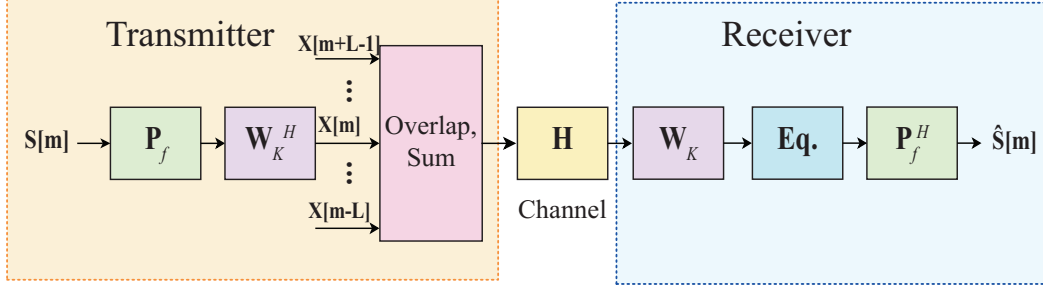 Transmitter
Receiver
X[m+L-1]
S[m]
P_f
W_K^H
X[m]
X[m-L]
Overlap,
Sum
H
Channel
W_K
Eq.
P_f^H
Ŝ[m]